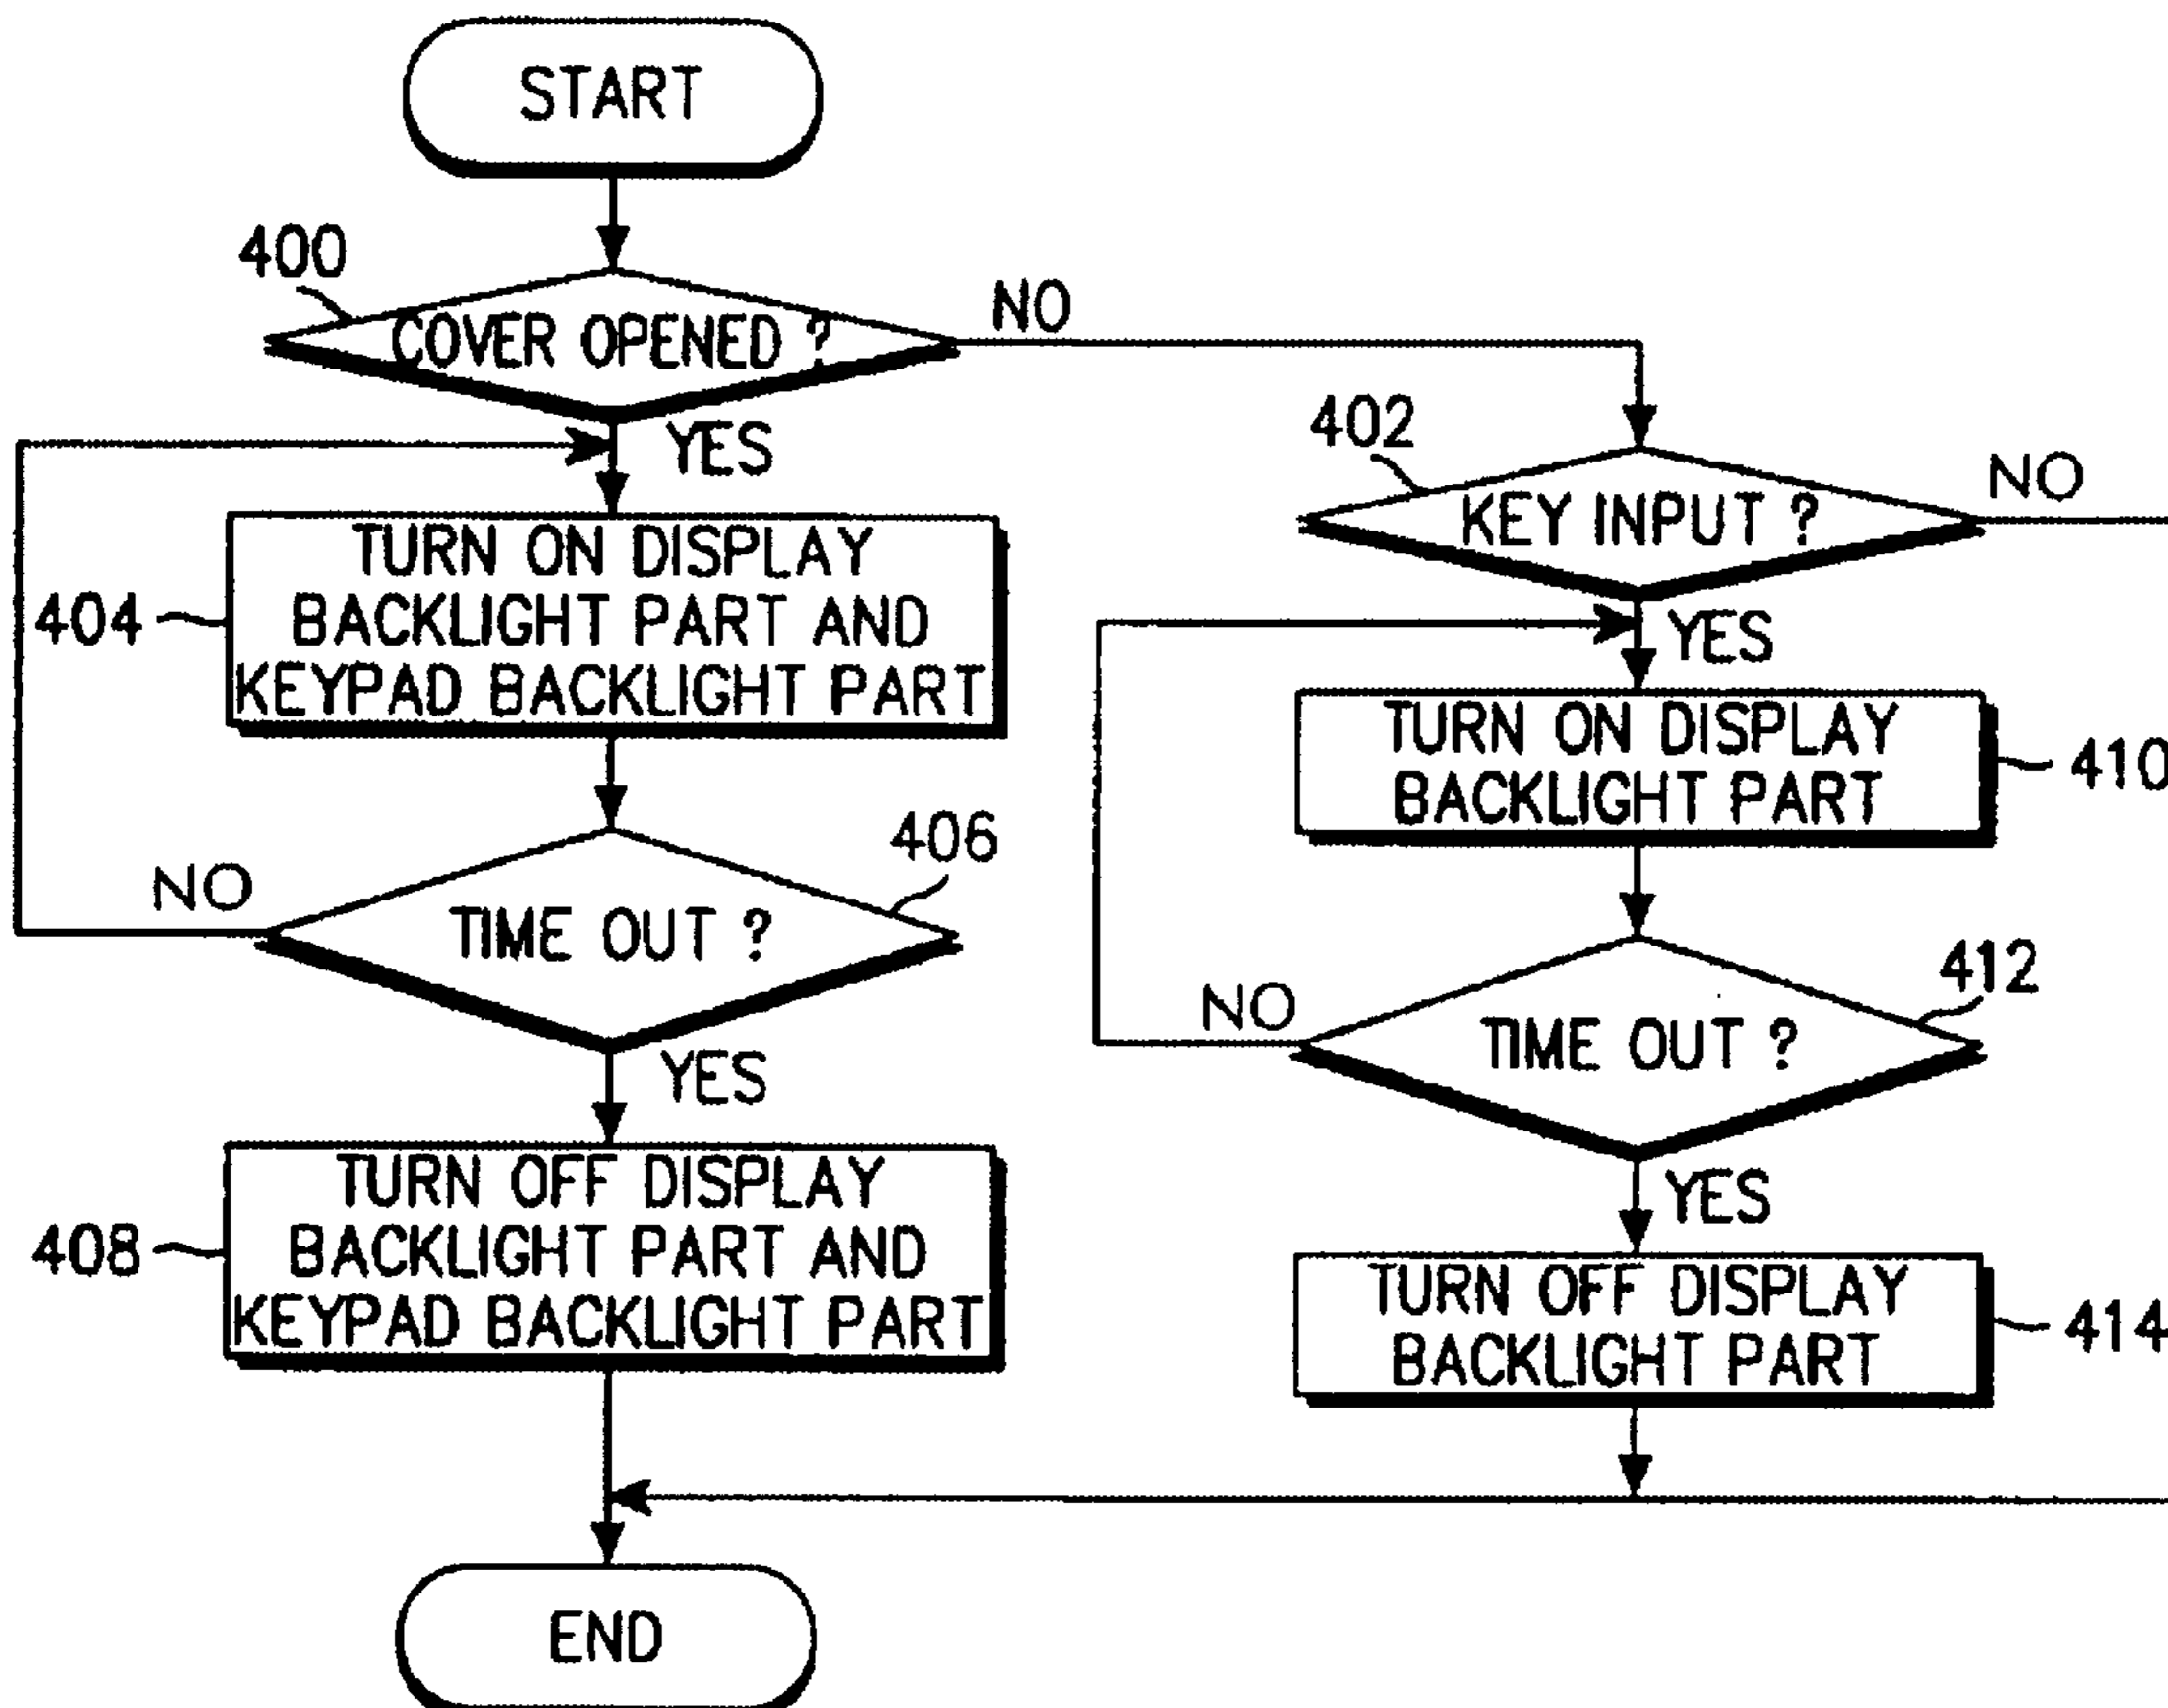 START
400
COVER OPENED ?
NO
YES
402
KEY INPUT ?
NO
YES
404
TURN ON DISPLAY
BACKLIGHT PART AND
KEYPAD BACKLIGHT PART
TURN ON DISPLAY
BACKLIGHT PART
410
406
TIME OUT ?
NO
YES
412
TIME OUT ?
NO
YES
408
TURN OFF DISPLAY
BACKLIGHT PART AND
KEYPAD BACKLIGHT PART
TURN OFF DISPLAY
BACKLIGHT PART
414
END